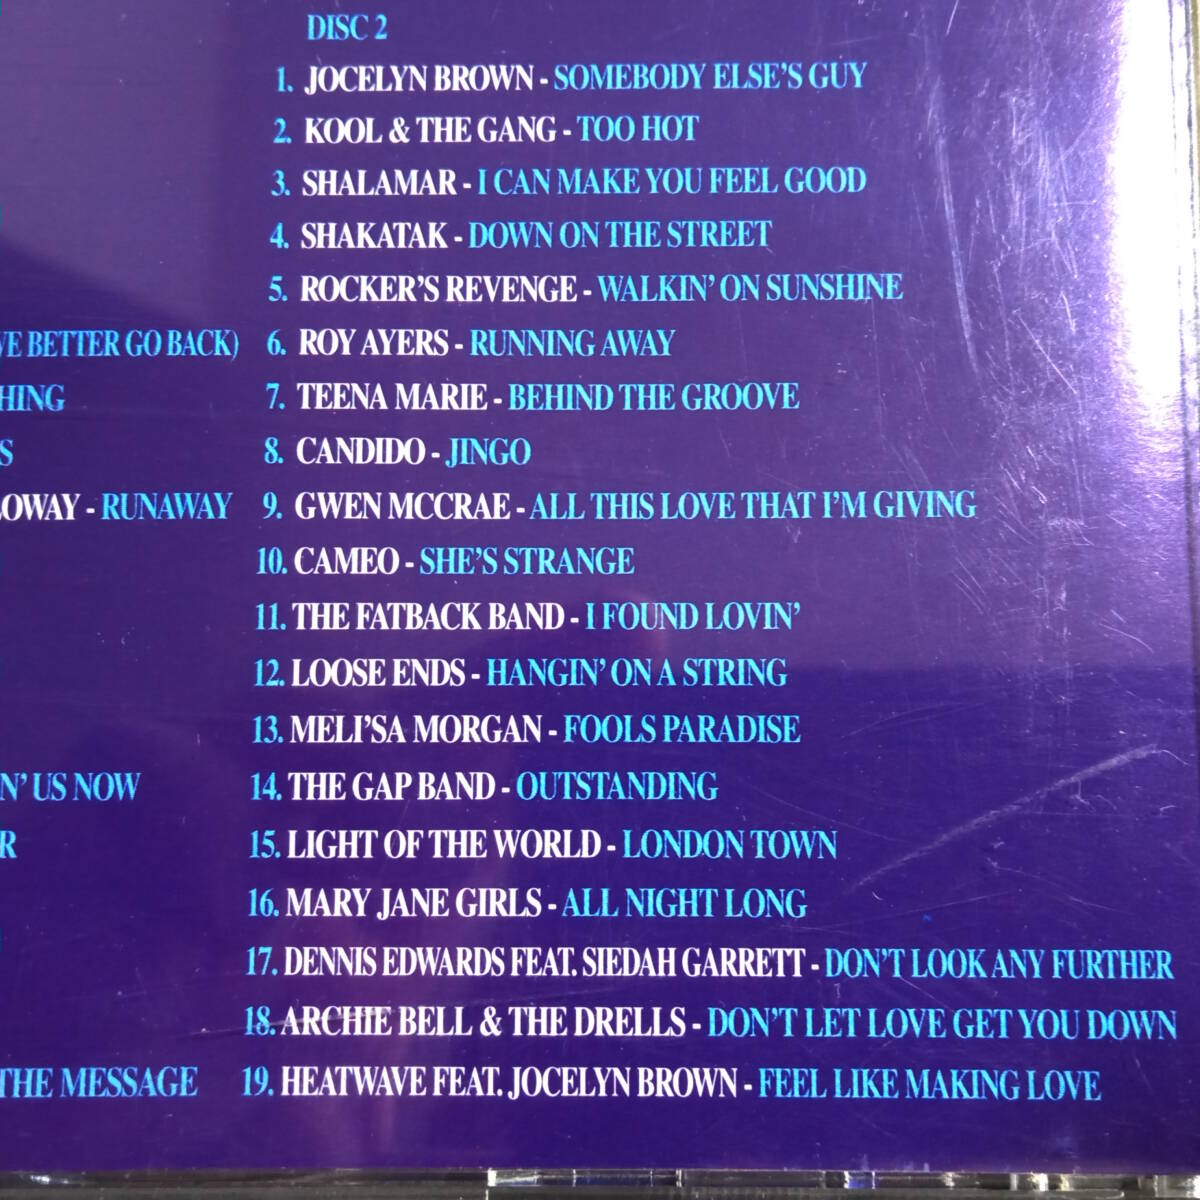 DISC 2
1. JOCELYN BROWN - SOMEBODY ELSE'S GUY
2. KOOL & THE GANG - TOO HOT
3. SHALAMAR - I CAN MAKE YOU FEEL GOOD
4. SHAKATAK - DOWN ON THE STREET
5. ROCKER'S REVENGE - WALKIN' ON SUNSHINE
BETTER GO BACK) 6. ROY AYERS - RUNNING AWAY
7. TEENA MARIE - BEHIND THE GROOVE
8. CANDIDO - JINGO
- RUNAWAY 9. GWEN MCCRAE - ALL THIS LOVE THAT I'M GIVING
10. CAMEO - SHE'S STRANGE
11. THE FATBACK BAND - I FOUND LOVIN'
12. LOOSE ENDS - HANGIN' ON A STRING
13. MELI'SA MORGAN - FOOLS PARADISE
US NOW 14. THE GAP BAND - OUTSTANDING
15. LIGHT OF THE WORLD - LONDON TOWN
16. MARY JANE GIRLS - ALL NIGHT LONG
17. DENNIS EDWARDS FEAT. SIEDAH GARRETT - DON'T LOOK ANY FURTHER
18. ARCHIE BELL & THE DRELLS - DON'T LET LOVE GET YOU DOWN
THE MESSAGE 19. HEATWAVE FEAT. JOCELYN BROWN - FEEL LIKE MAKING LOVE